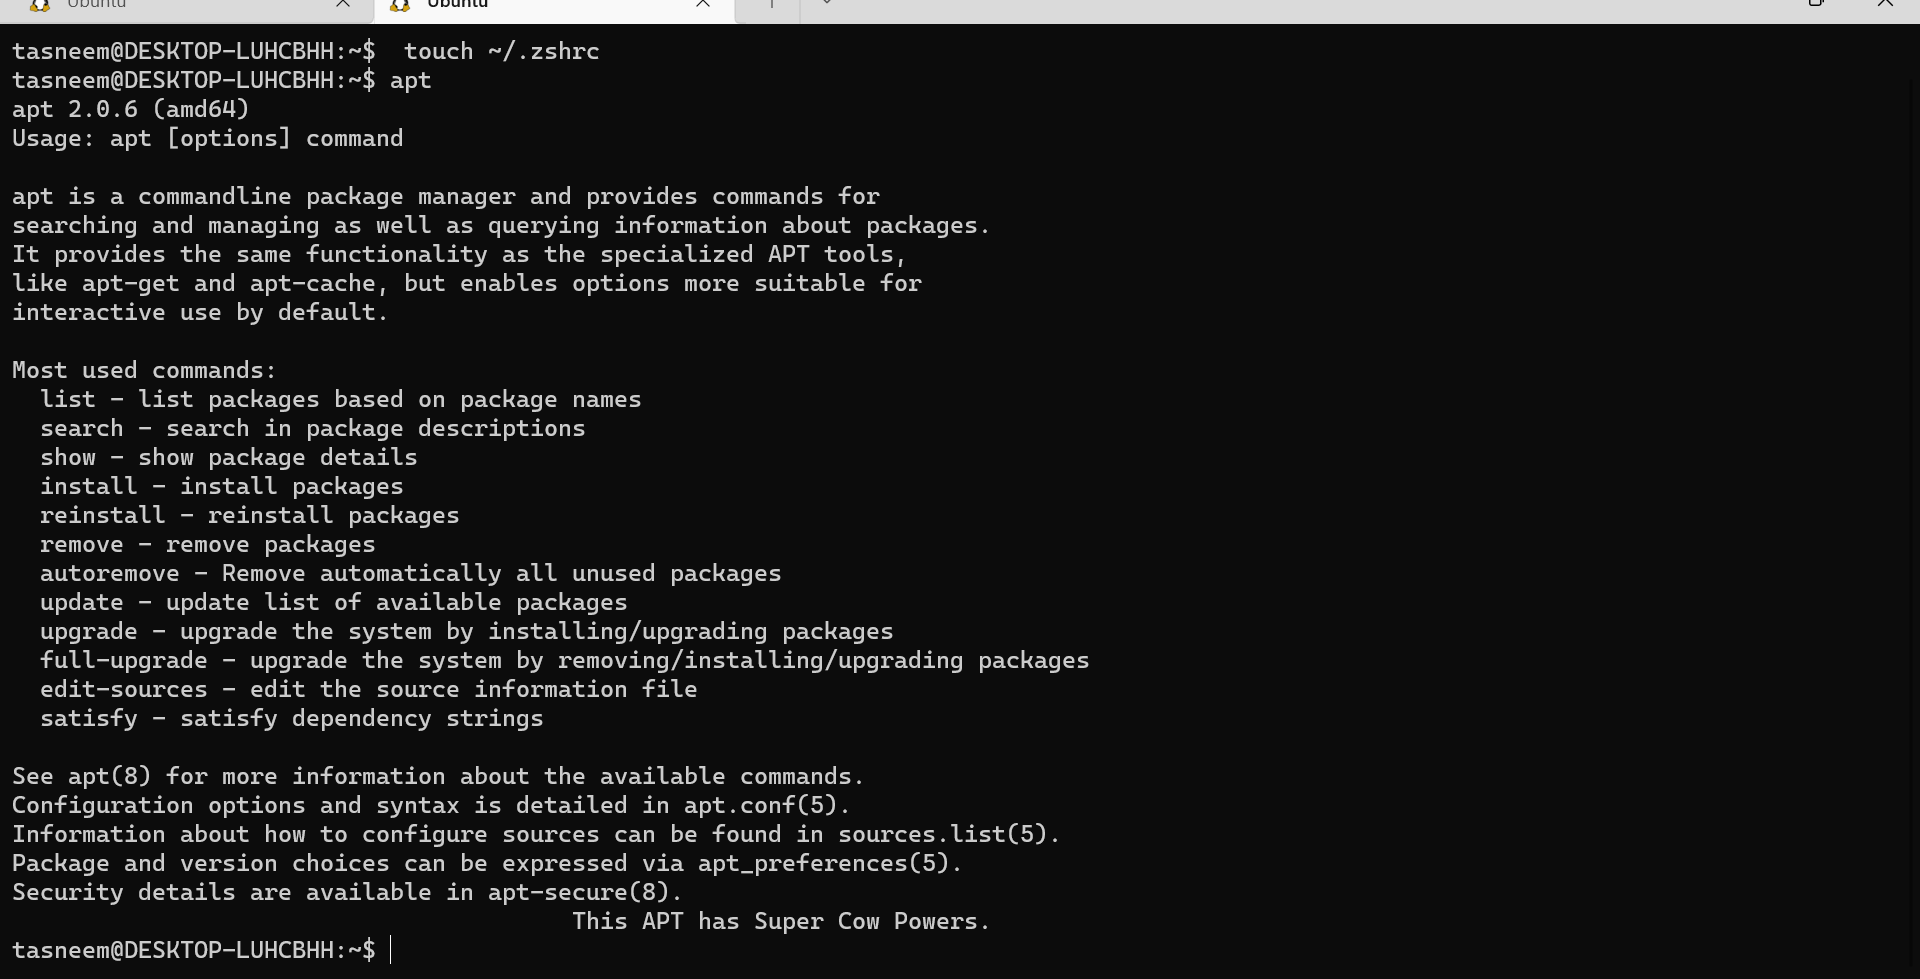 Ubuntu
Ubuntu
tasneem@DESKTOP-LUHCBHH:~$  touch ~/.zshrc
tasneem@DESKTOP-LUHCBHH:~$ apt
apt 2.0.6 (amd64)
Usage: apt [options] command

apt is a commandline package manager and provides commands for
searching and managing as well as querying information about packages.
It provides the same functionality as the specialized APT tools,
like apt-get and apt-cache, but enables options more suitable for
interactive use by default.

Most used commands:
  list - list packages based on package names
  search - search in package descriptions
  show - show package details
  install - install packages
  reinstall - reinstall packages
  remove - remove packages
  autoremove - Remove automatically all unused packages
  update - update list of available packages
  upgrade - upgrade the system by installing/upgrading packages
  full-upgrade - upgrade the system by removing/installing/upgrading packages
  edit-sources - edit the source information file
  satisfy - satisfy dependency strings

See apt(8) for more information about the available commands.
Configuration options and syntax is detailed in apt.conf(5).
Information about how to configure sources can be found in sources.list(5).
Package and version choices can be expressed via apt_preferences(5).
Security details are available in apt-secure(8).
                                        This APT has Super Cow Powers.
tasneem@DESKTOP-LUHCBHH:~$